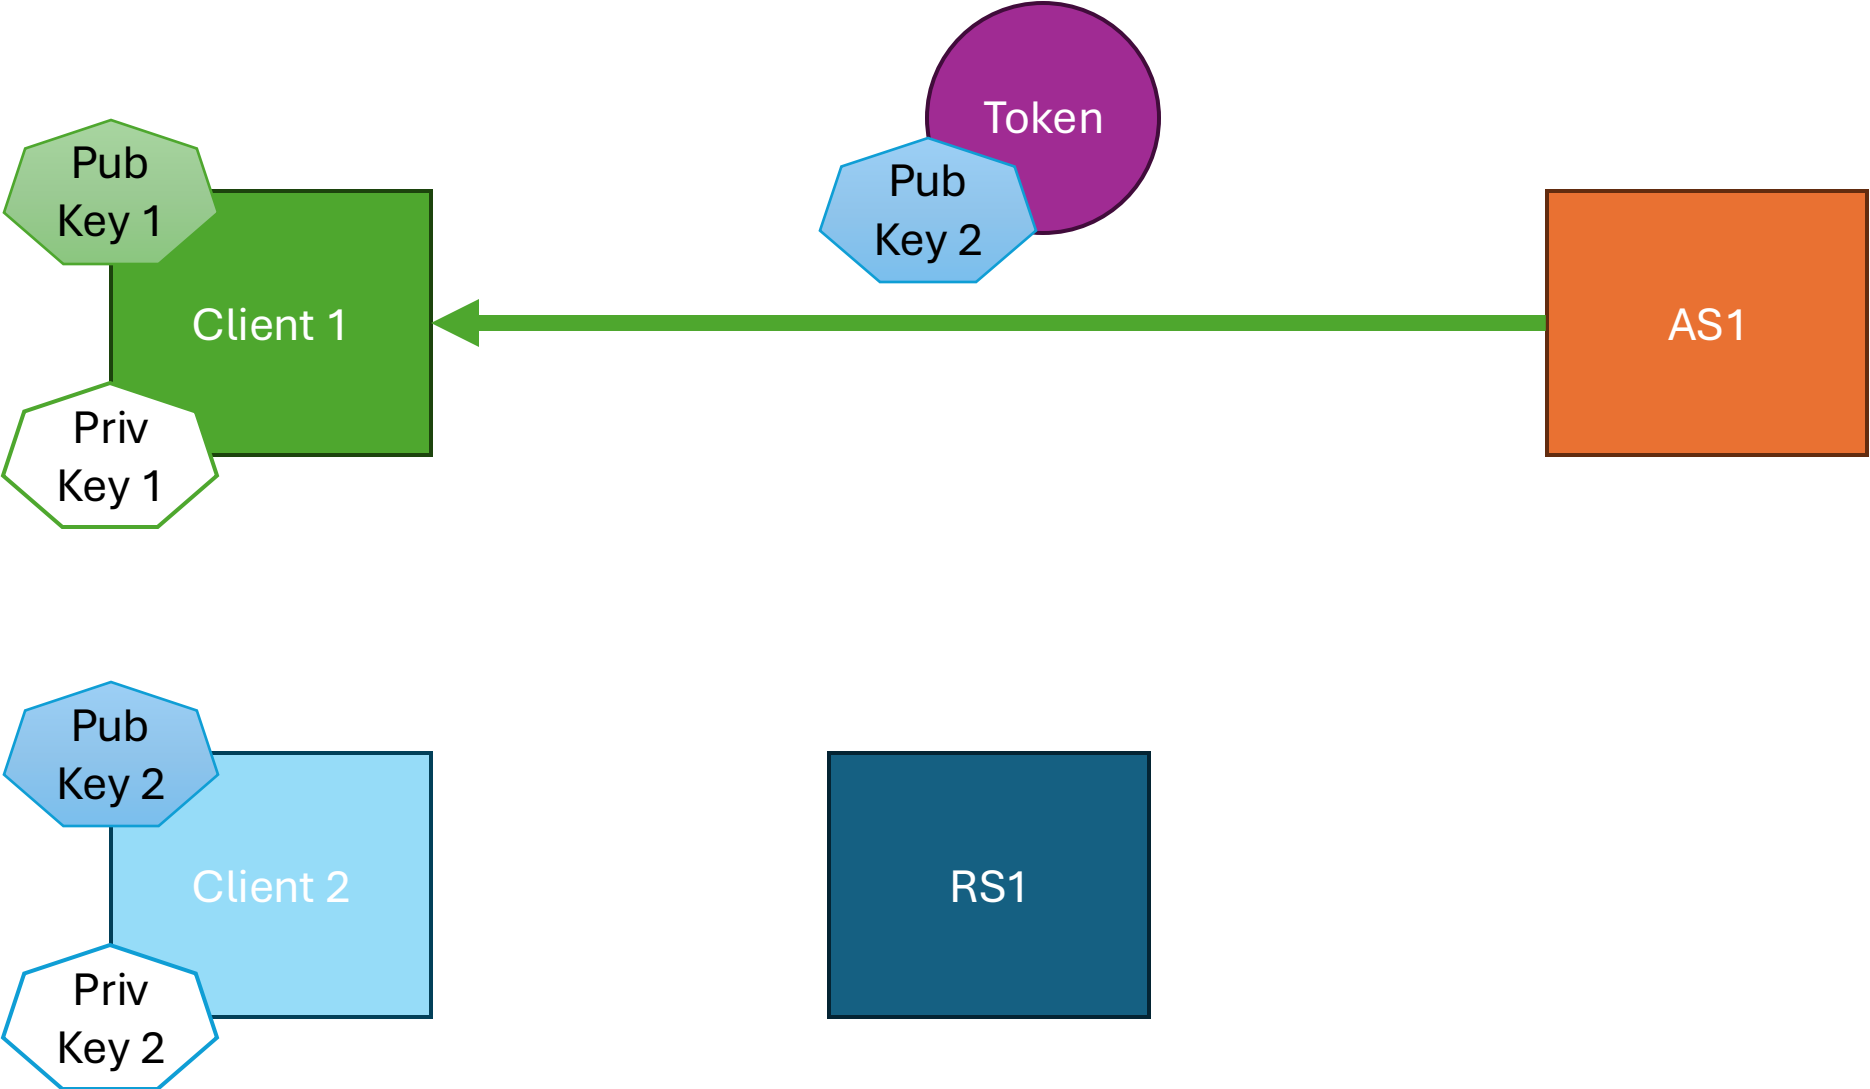 Token
Pub
Key 2
Pub
Key 1
Client 1
AS1
Priv
Key 1
Pub
Key 2
Client 2
RS1
Priv
Key 2